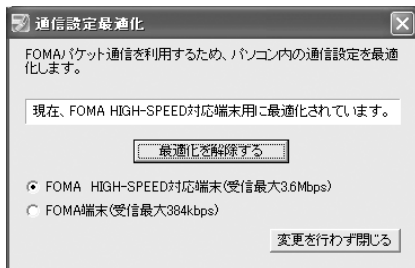 通信設定最適化
FOMAパケット通信を利用するため、パソコン内の通信設定を最適
化します。
現在、FOMA HIGH-SPEED対応端末用に最適化されています。
最適化を解除する
FOMA HIGH-SPEED対応端末(受信最大3.6Mbps)
FOMA端末(受信最大384kbps)
変更を行わず閉じる